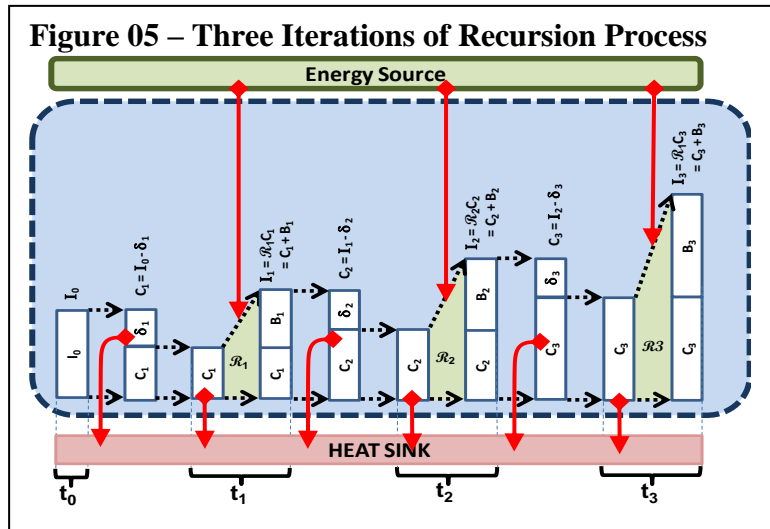 Figure 05 – Three Iterations of Recursion Process
Energy Source
I₀
C₁ = I₀ - δ₁
I₁ = ℛ₁C₁
= C₁ + B₁
C₂ = I₁ - δ₂
I₂ = ℛ₂C₂
= C₂ + B₂
C₃ = I₂ - δ₃
I₃ = ℛ₁C₃
= C₃ + B₃
I₀
δ₁
C₁
C₁
ℛ₁
B₁
C₁
δ₂
C₂
C₂
ℛ₂
B₂
C₂
δ₃
C₃
C₃
ℛ3
B₃
C₃
HEAT SINK
t₀
t₁
t₂
t₃